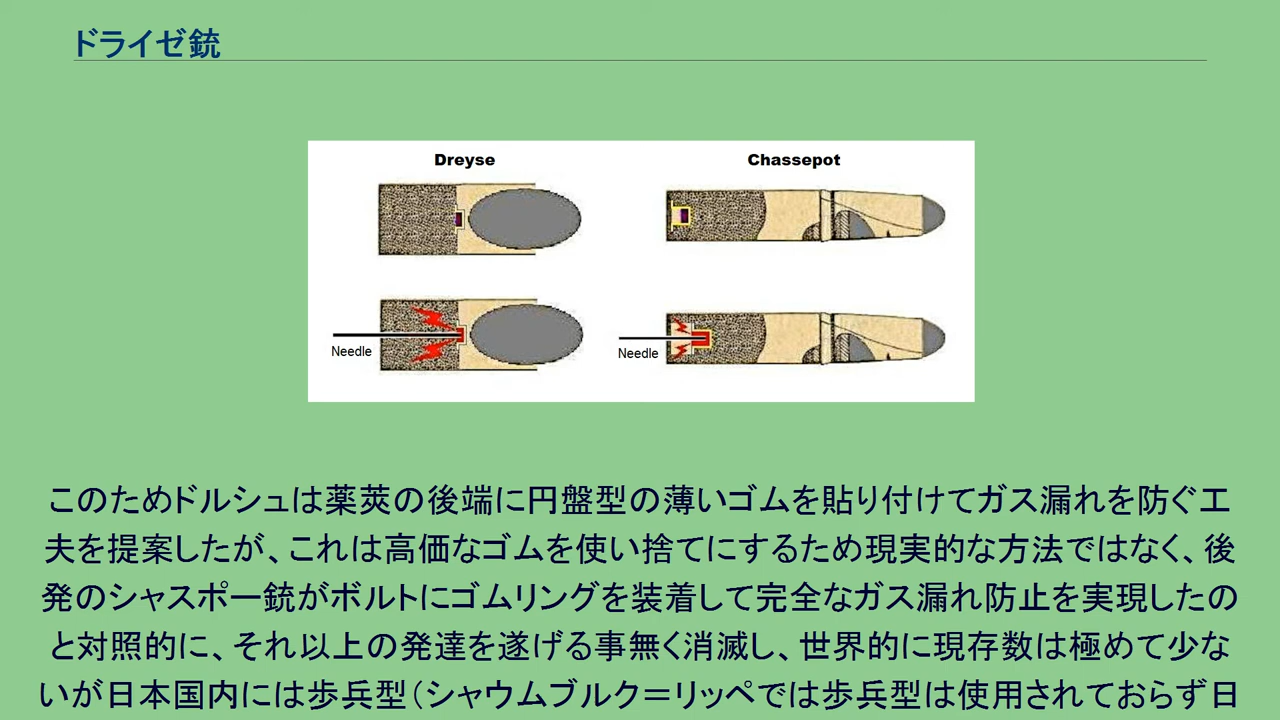 ドライゼ銃
Dreyse
Chassepot
Needle
Needle
このためドルシュは薬莢の後端に円盤型の薄いゴムを貼り付けてガス漏れを防ぐ工
夫を提案したが、これは高価なゴムを使い捨てにするため現実的な方法ではなく、後
発のシャスポー銃がボルトにゴムリングを装着して完全なガス漏れ防止を実現したの
と対照的に、それ以上の発達を遂げる事無く消滅し、世界的に現存数は極めて少な
いが日本国内には歩兵型（シャウムブルク＝リッペでは歩兵型は使用されておらず日